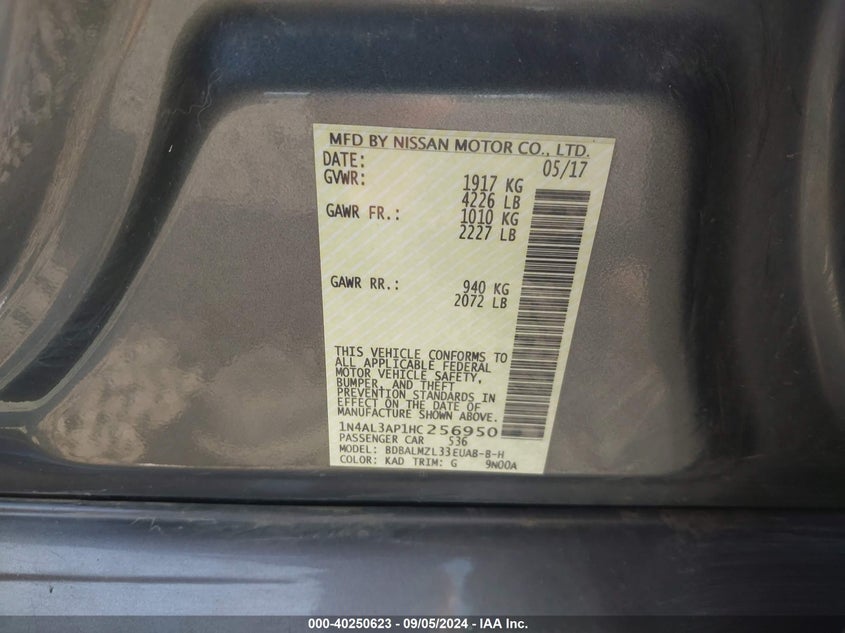 MFD BY NISSAN MOTOR CO., LTD.
DATE: 05/17
GVWR: 1917 KG
4226 LB
GAWR FR.: 1010 KG
2227 LB
GAWR RR.: 940 KG
2072 LB
THIS VEHICLE CONFORMS TO
ALL APPLICABLE FEDERAL
MOTOR VEHICLE SAFETY,
BUMPER, AND THEFT
PREVENTION STANDARDS IN
EFFECT ON THE DATE OF
MANUFACTURE SHOWN ABOVE.
1N4AL3AP1HC256950
PASSENGER CAR 536
MODEL: BDBALMZL33EUAB-B-H
COLOR: KAD TRIM: G 9N00A
000-40250623 - 09/05/2024 - IAA Inc.